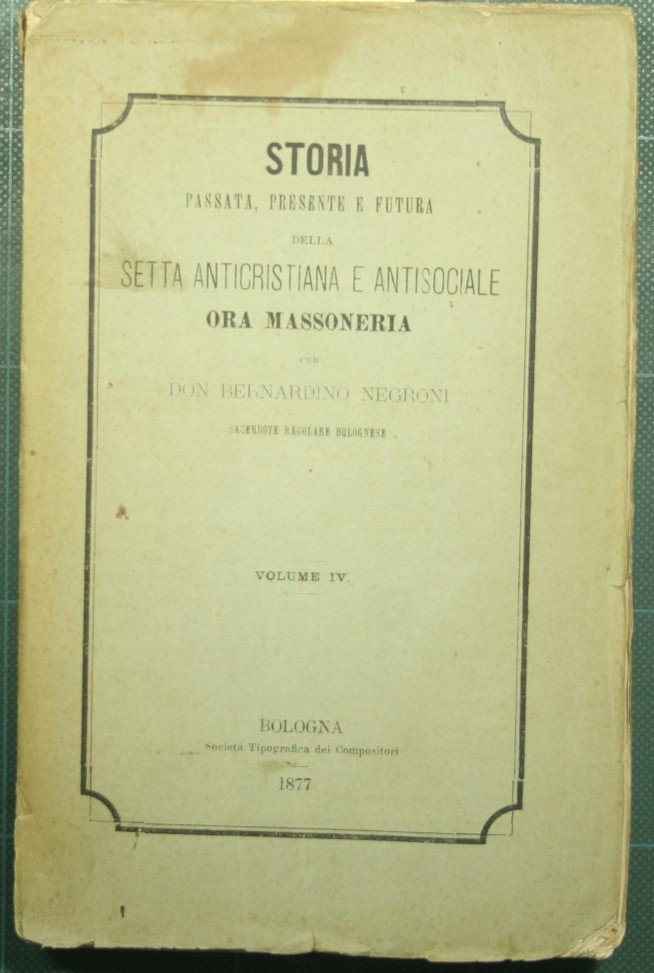 STORIA
PASSATA, PRESENTE E FUTURA
DELLA
SETTA ANTICRISTIANA E ANTISOCIALE
ORA MASSONERIA
PER
DON BERNARDINO NEGRONI
SACERDOTE REGOLARE BOLOGNESE
VOLUME IV.
BOLOGNA
Società Tipografica dei Compositori
1877